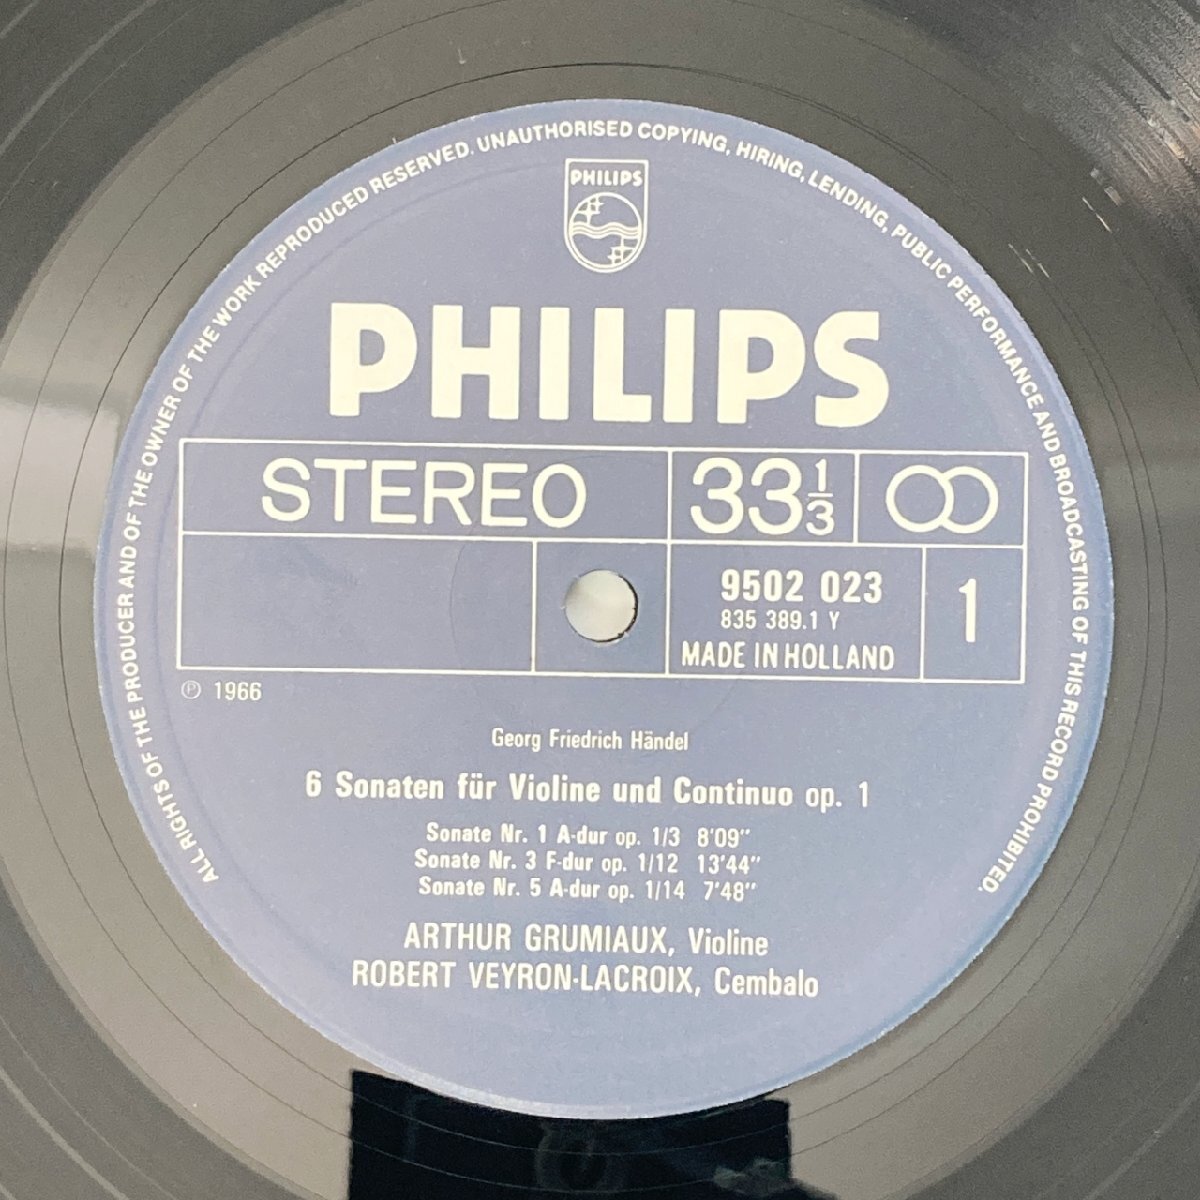 ALL RIGHTS OF THE PRODUCER AND OF THE OWNER OF THE WORK REPRODUCED RESERVED. UNAUTHORISED COPYING, HIRING, LENDING, PUBLIC PERFORMANCE AND BROADCASTING OF THIS RECORD PROHIBITED.
PHILIPS
PHILIPS
STEREO 33 1/3
9502 023 1
835 389.1 Y
MADE IN HOLLAND
℗ 1966
Georg Friedrich Händel
6 Sonaten für Violine und Continuo op. 1
Sonate Nr. 1 A-dur op. 1/3 8'09"
Sonate Nr. 3 F-dur op. 1/12 13'44"
Sonate Nr. 5 A-dur op. 1/14 7'48"
ARTHUR GRUMIAUX, Violine
ROBERT VEYRON-LACROIX, Cembalo